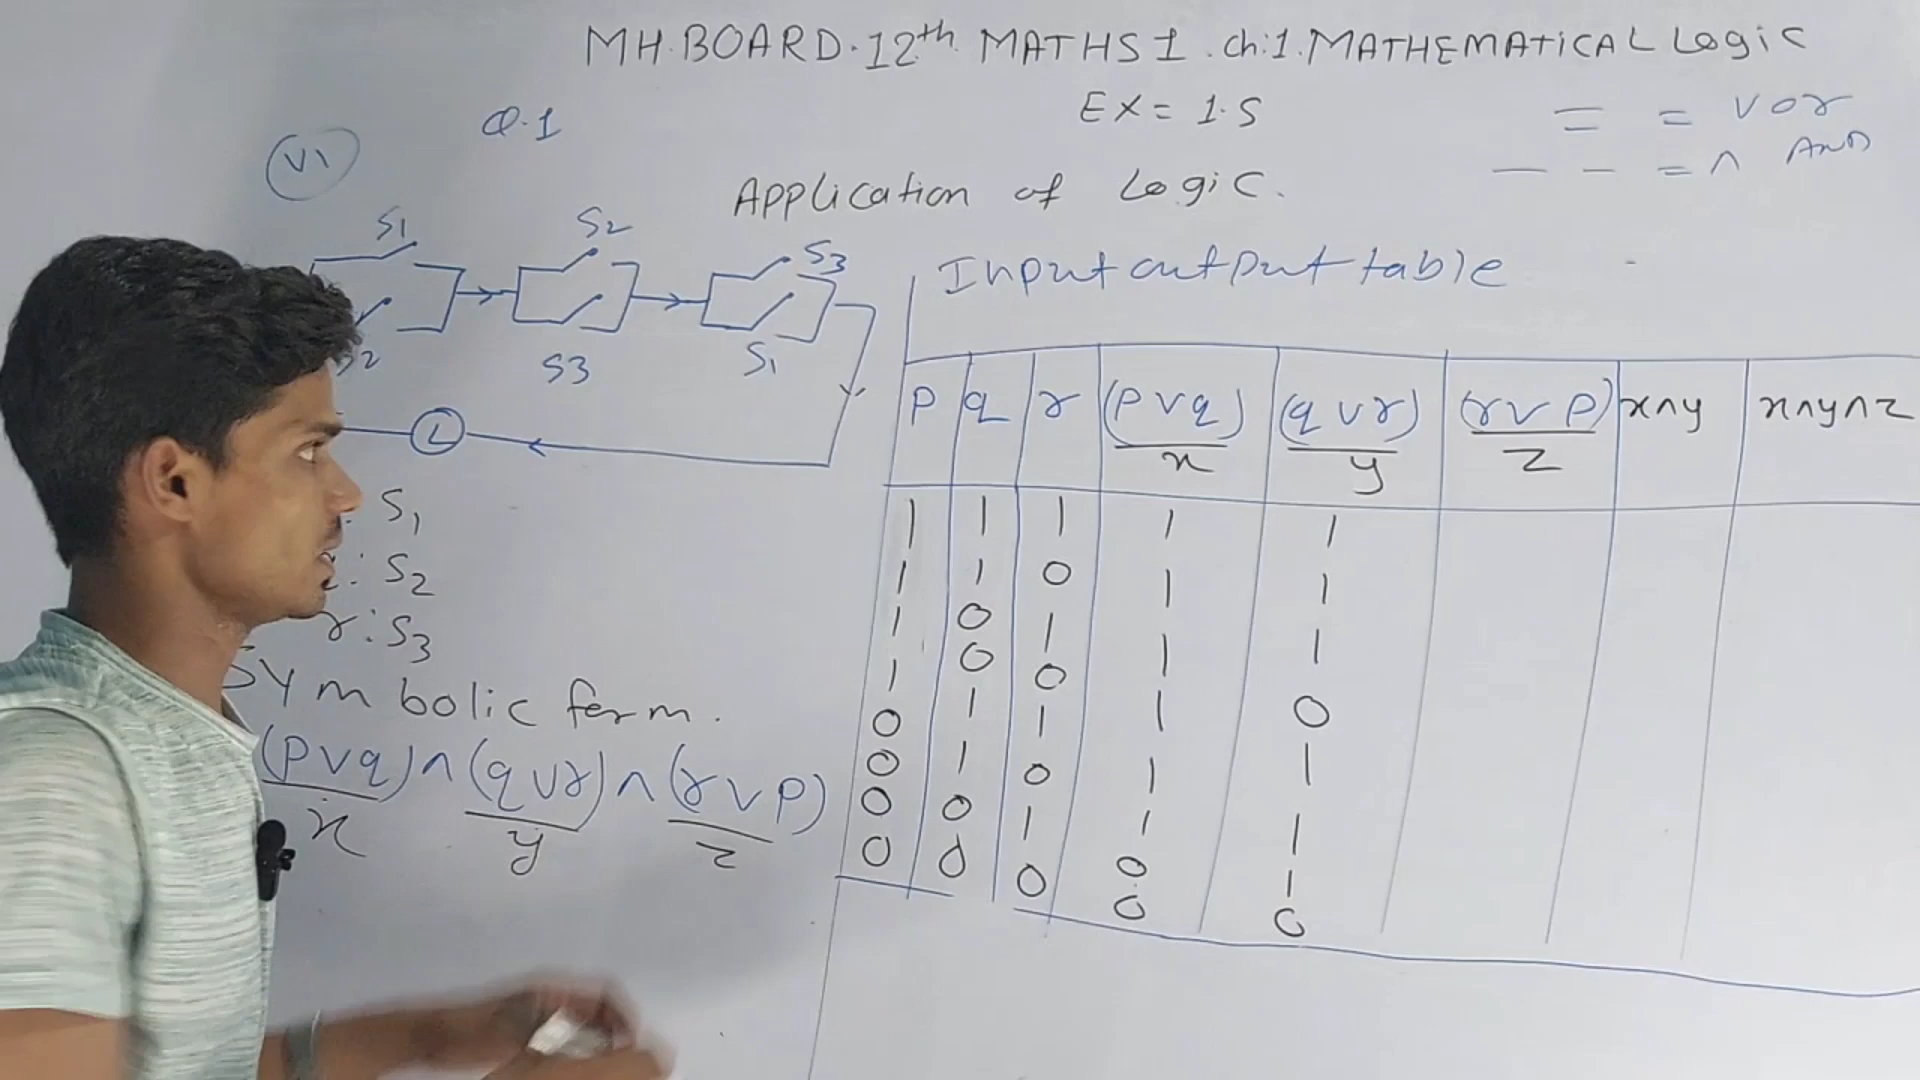 MH.BOARD.12th MATHS 1. ch:1. MATHEMATICAL LOGIC
Q.1
EX = 1.5
= = ∨ or
VI
— — = ∧ AND
Application of Logic.
S1 S2 S3
Input output table
S2 S3 S1
p q r (p∨q) (q∨r) (r∨p) x∧y x∧y∧z
x y z
L
S1
: S2
r : S3
Symbolic form.
(p∨q)∧(q∨r)∧(r∨p)
x y z
1 1 1 1 1
1 1 0 1 1
1 0 1 1 1
1 0 0 1 0
0 1 1 1 1
0 1 0 1 1
0 0 1 0 1
0 0 0 0 0